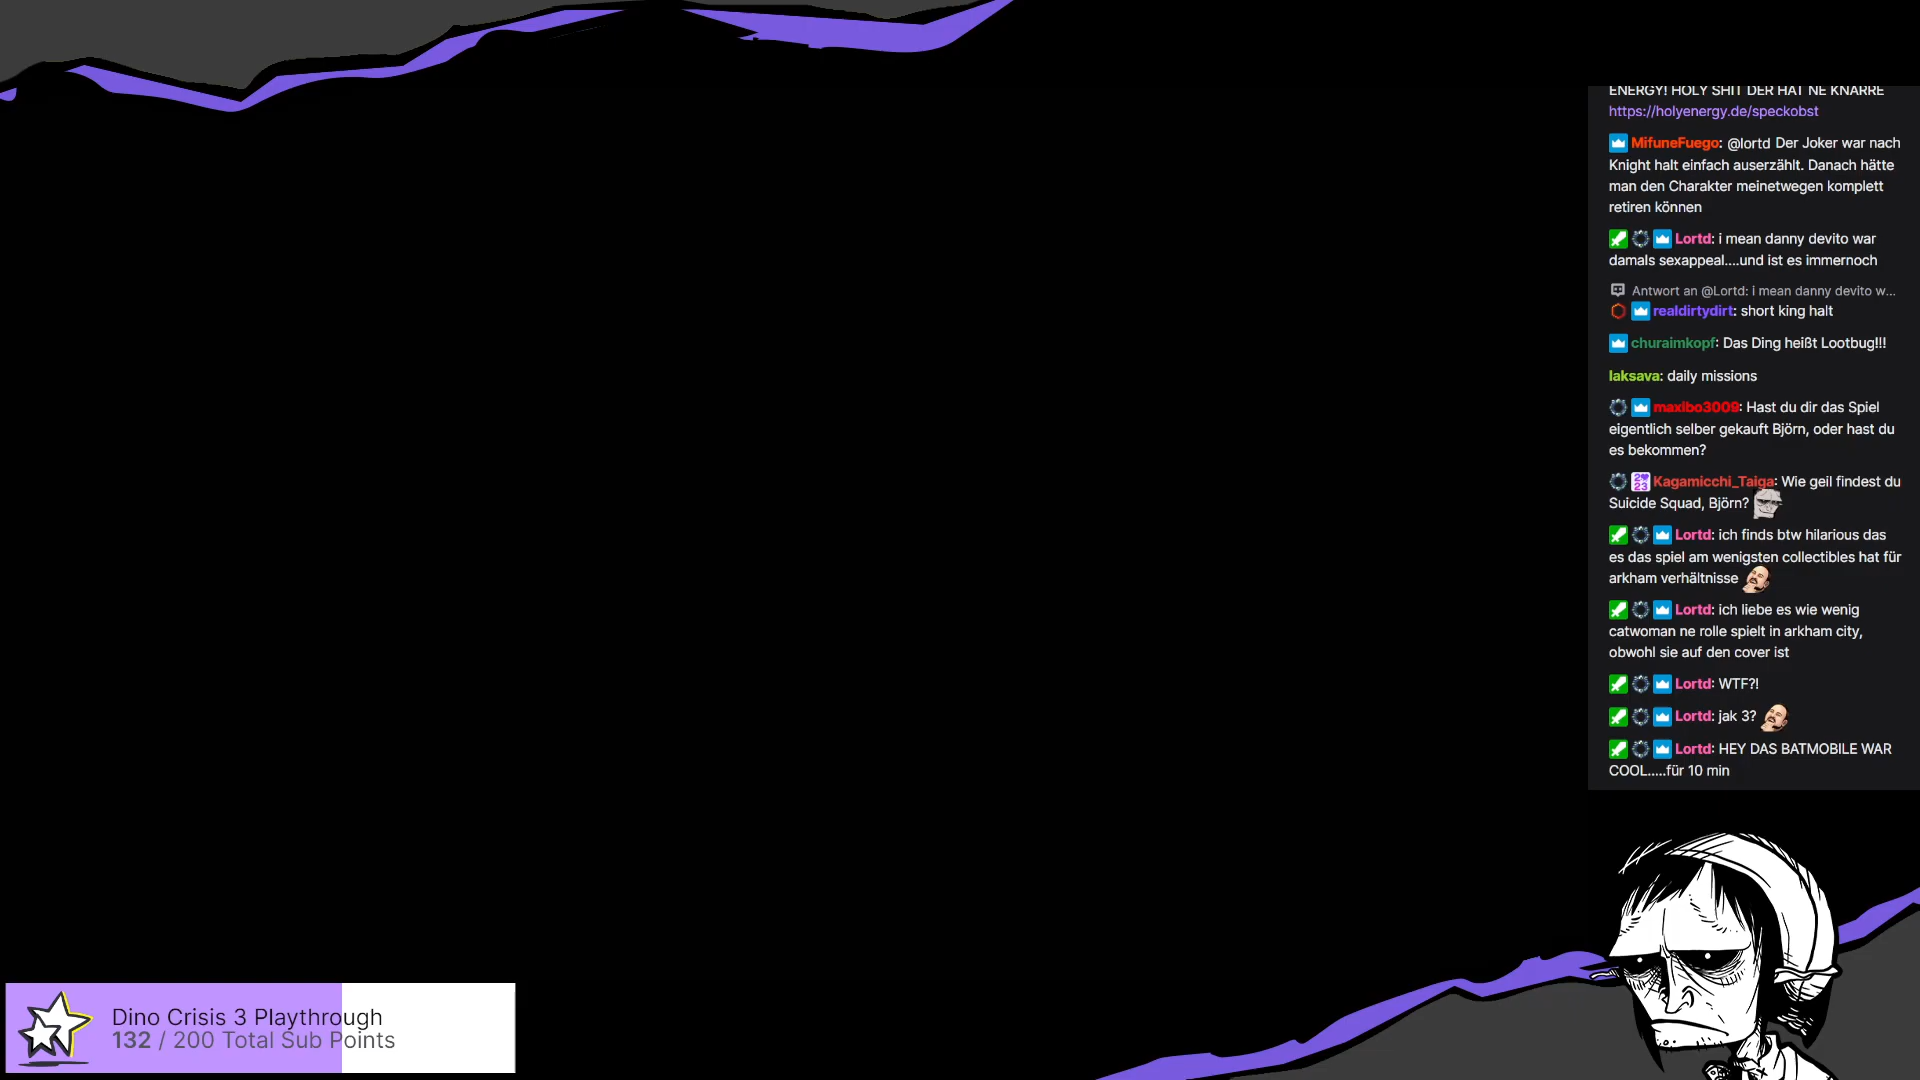 ENERGY! HOLY SHIT DER HAT NE KNARRE
https://holyenergy.de/speckobst
MifuneFuego: @lortd Der Joker war nach
Knight halt einfach auserzählt. Danach hätte
man den Charakter meinetwegen komplett
retiren können
Lortd: i mean danny devito war
damals sexappeal....und ist es immernoch
Antwort an @Lortd: i mean danny devito w...
realdirtydirt: short king halt
churaimkopf: Das Ding heißt Lootbug!!!
laksava: daily missions
maxibo3009: Hast du dir das Spiel
eigentlich selber gekauft Björn, oder hast du
es bekommen?
2023 Kagamicchi_Taiga: Wie geil findest du
Suicide Squad, Björn?
Lortd: ich finds btw hilarious das
es das spiel am wenigsten collectibles hat für
arkham verhältnisse
Lortd: ich liebe es wie wenig
catwoman ne rolle spielt in arkham city,
obwohl sie auf den cover ist
Lortd: WTF?!
Lortd: jak 3?
Lortd: HEY DAS BATMOBILE WAR
COOL.....für 10 min
Dino Crisis 3 Playthrough
132 / 200 Total Sub Points